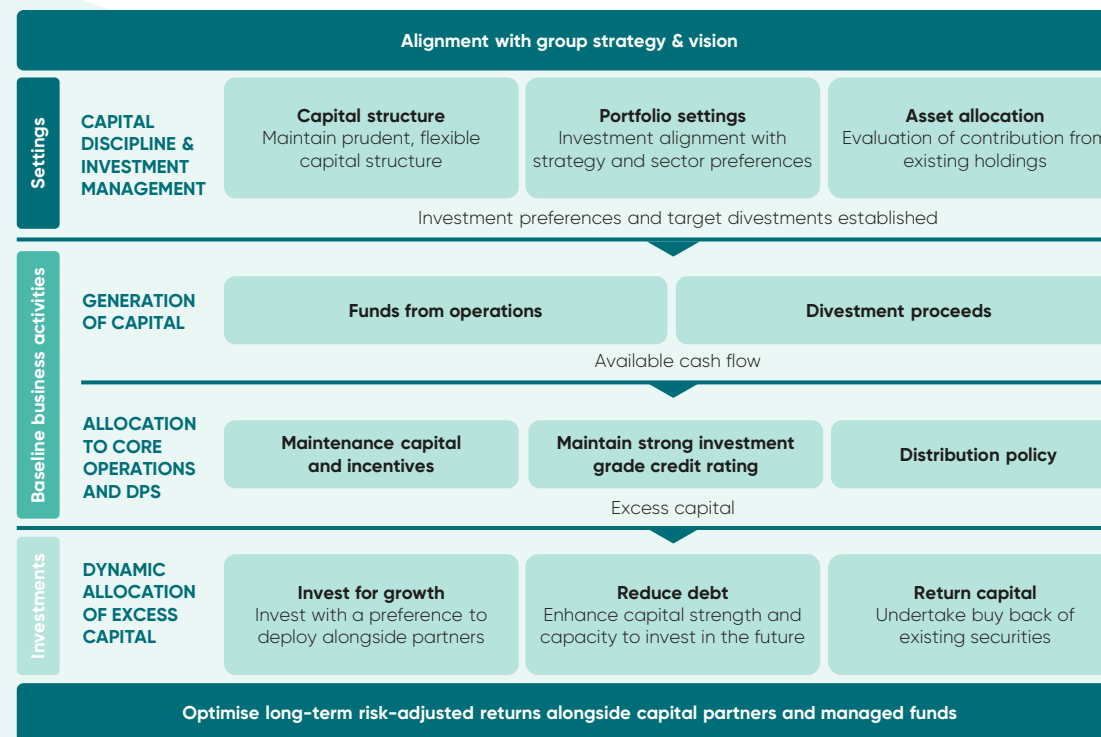 Alignment with group strategy & vision
Settings
CAPITAL
DISCIPLINE &
INVESTMENT
MANAGEMENT
Capital structure
Maintain prudent, flexible
capital structure
Portfolio settings
Investment alignment with
strategy and sector preferences
Asset allocation
Evaluation of contribution from
existing holdings
Investment preferences and target divestments established
Baseline business activities
GENERATION
OF CAPITAL
Funds from operations
Divestment proceeds
Available cash flow
ALLOCATION
TO CORE
OPERATIONS
AND DPS
Maintenance capital
and incentives
Maintain strong investment
grade credit rating
Distribution policy
Excess capital
Investments
DYNAMIC
ALLOCATION
OF EXCESS
CAPITAL
Invest for growth
Invest with a preference to
deploy alongside partners
Reduce debt
Enhance capital strength and
capacity to invest in the future
Return capital
Undertake buy back of
existing securities
Optimise long-term risk-adjusted returns alongside capital partners and managed funds